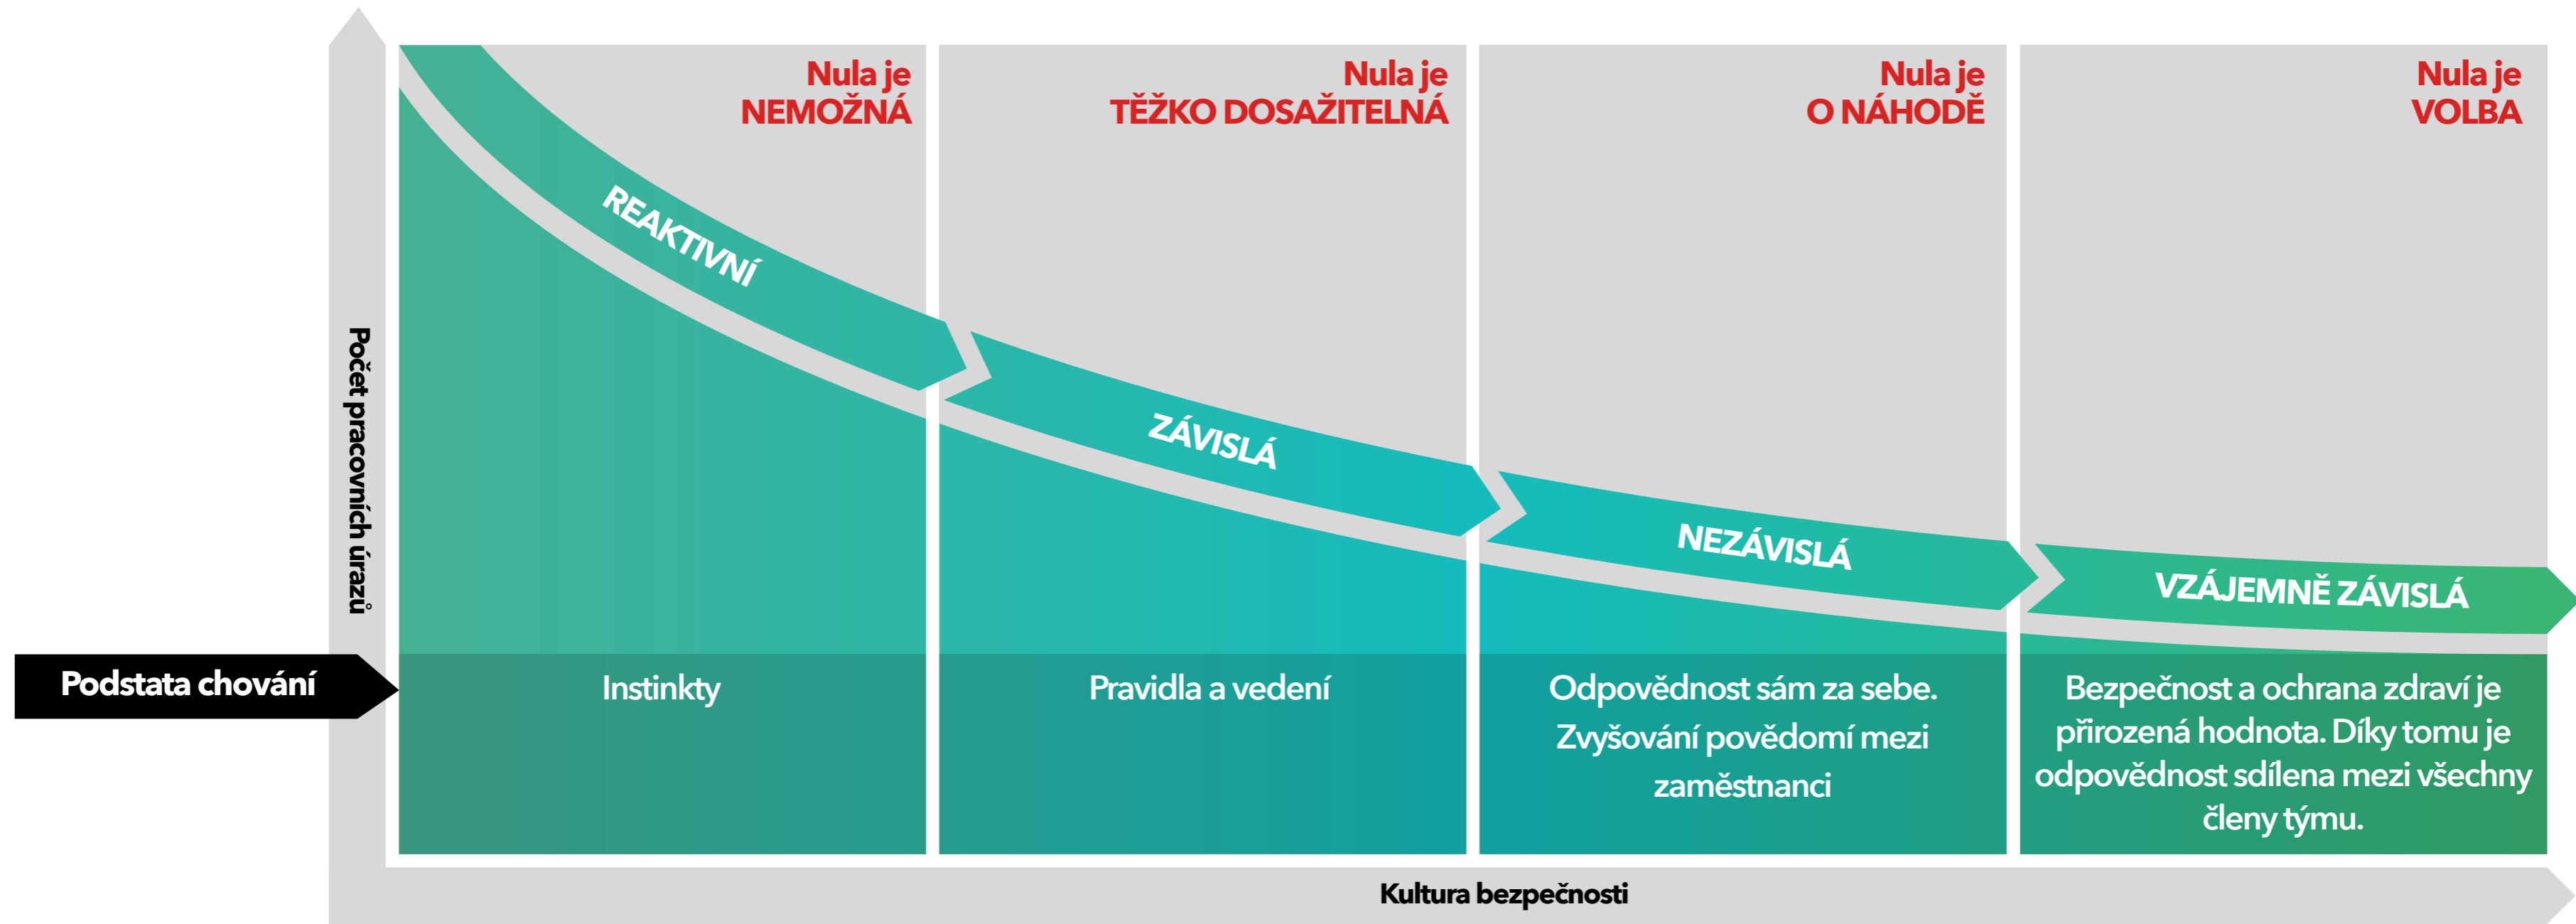 Nula je
NEMOŽNÁ
Nula je
TĚŽKO DOSAŽITELNÁ
Nula je
O NÁHODĚ
Nula je
VOLBA
REAKTIVNÍ
ZÁVISLÁ
NEZÁVISLÁ
VZÁJEMNĚ ZÁVISLÁ
Počet pracovních úrazů
Podstata chování
Instinkty
Pravidla a vedení
Odpovědnost sám za sebe.
Zvyšování povědomí mezi
zaměstnanci
Bezpečnost a ochrana zdraví je
přirozená hodnota. Díky tomu je
odpovědnost sdílena mezi všechny
členy týmu.
Kultura bezpečnosti